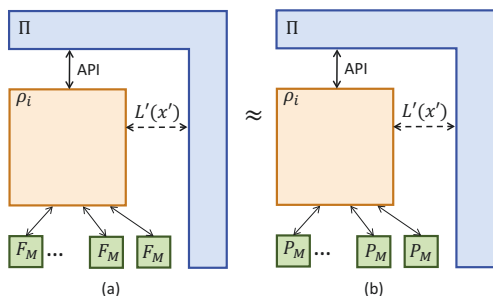 Π
API
ρ_i
L′(x′)
F_M ... F_M F_M
(a)
≈
Π
API
ρ_i
L′(x′)
P_M ... P_M P_M
(b)